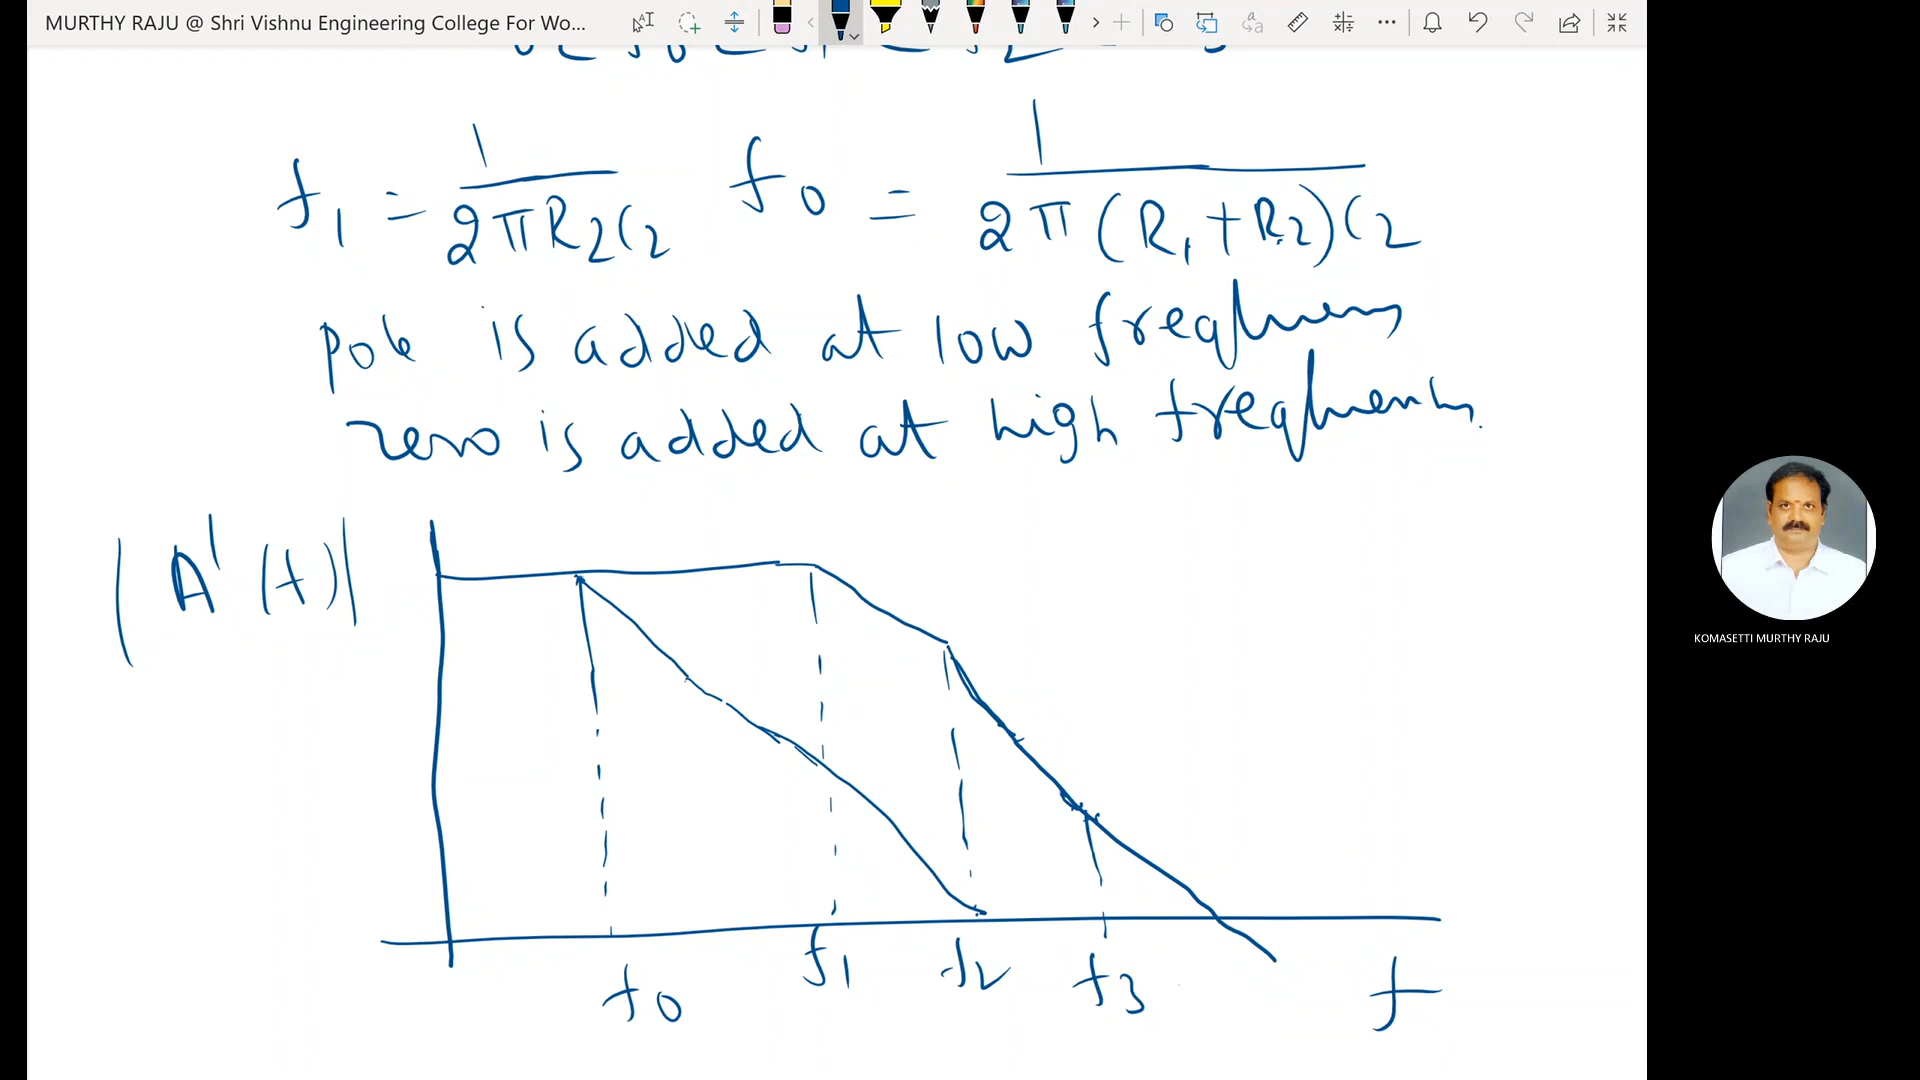 MURTHY RAJU @ Shri Vishnu Engineering College For Wo...
f1 = 1/2πR2C2 f0 = 1/2π(R1+R2)C2
pole is added at low frequency
zero is added at high frequency.
|A'(f)|
f0 f1 f2 f3 f
KOMASETTI MURTHY RAJU